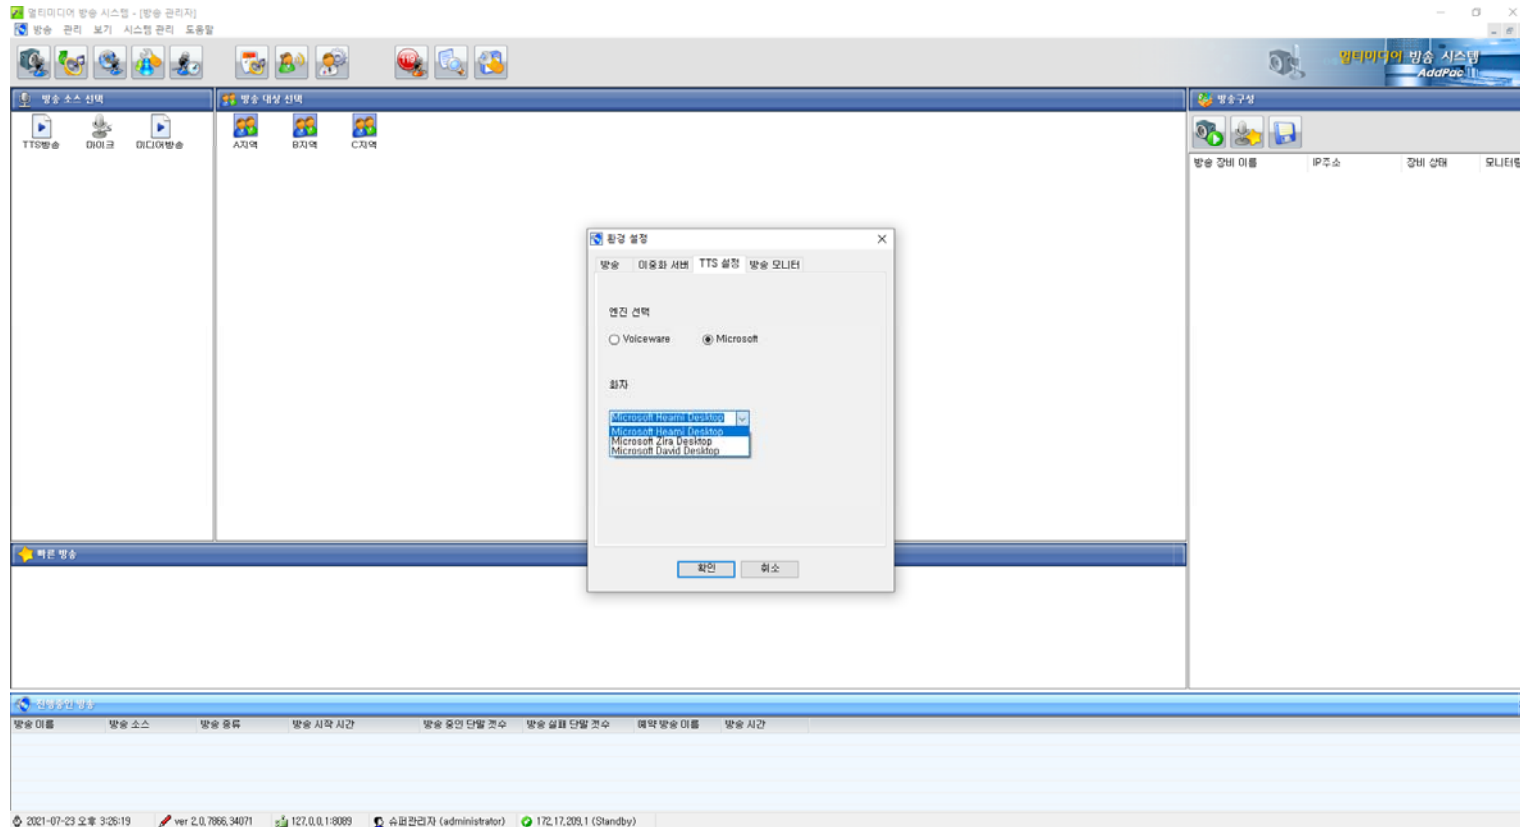 멀티미디어 방송 시스템 - [방송 관리자]
방송 관리 보기 시스템 관리 도움말
멀티미디어 방송 시스템
AddPac
방송 소스 선택
방송 대상 선택
방송구성
TTS방송 마이크 미디어방송
A지역 B지역 C지역
방송 장비 이름 IP주소 장비 상태 모니터링
환경 설정
방송 이중화 서버 TTS 설정 방송 모니터
엔진 선택
Voiceware Microsoft
화자
Microsoft Heami Desktop
Microsoft Heami Desktop
Microsoft Zira Desktop
Microsoft David Desktop
확인 취소
빠른 방송
진행중인 방송
방송 이름 방송 소스 방송 종류 방송 시작 시간 방송 중인 단말 갯수 방송 실패 단말 갯수 예약 방송 이름 방송 시간
2021-07-23 오후 3:26:19 ver 2,0,7866,34071 127,0,0,1:8089 슈퍼관리자 (administrator) 172,17,209,1 (Standby)